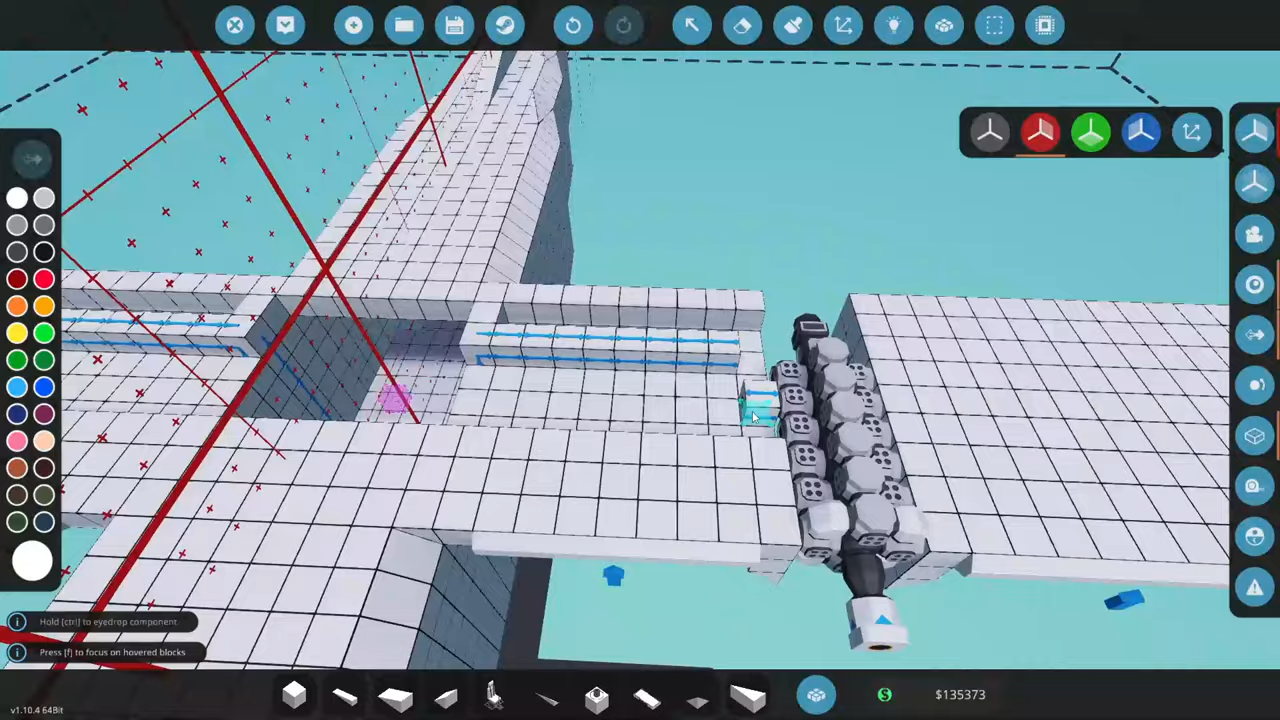 Hold [ctrl] to eyedrop component.
Press [f] to focus on hovered blocks
v1.10.4 64Bit
$
$135373